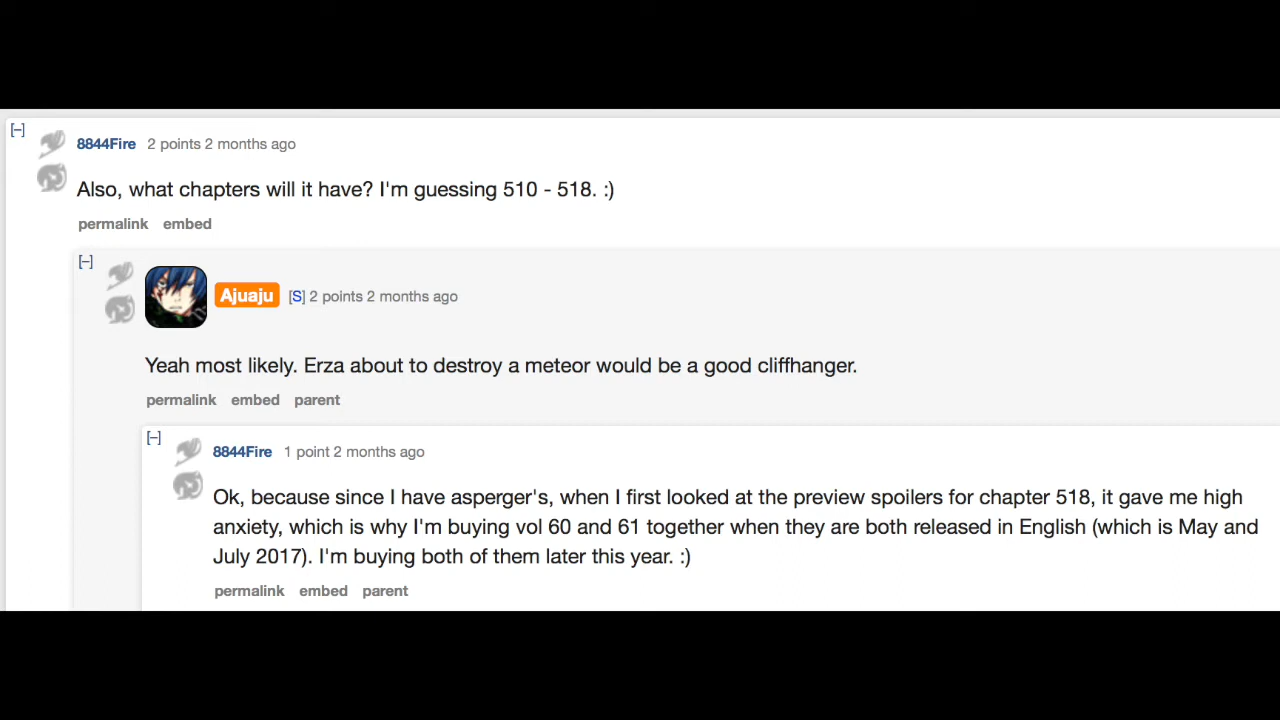 [–]
8844Fire 2 points 2 months ago
Also, what chapters will it have? I'm guessing 510 - 518. :)
permalink embed
[–]
Ajuaju [S] 2 points 2 months ago
Yeah most likely. Erza about to destroy a meteor would be a good cliffhanger.
permalink embed parent
[–]
8844Fire 1 point 2 months ago
Ok, because since I have asperger's, when I first looked at the preview spoilers for chapter 518, it gave me high
anxiety, which is why I'm buying vol 60 and 61 together when they are both released in English (which is May and
July 2017). I'm buying both of them later this year. :)
permalink embed parent